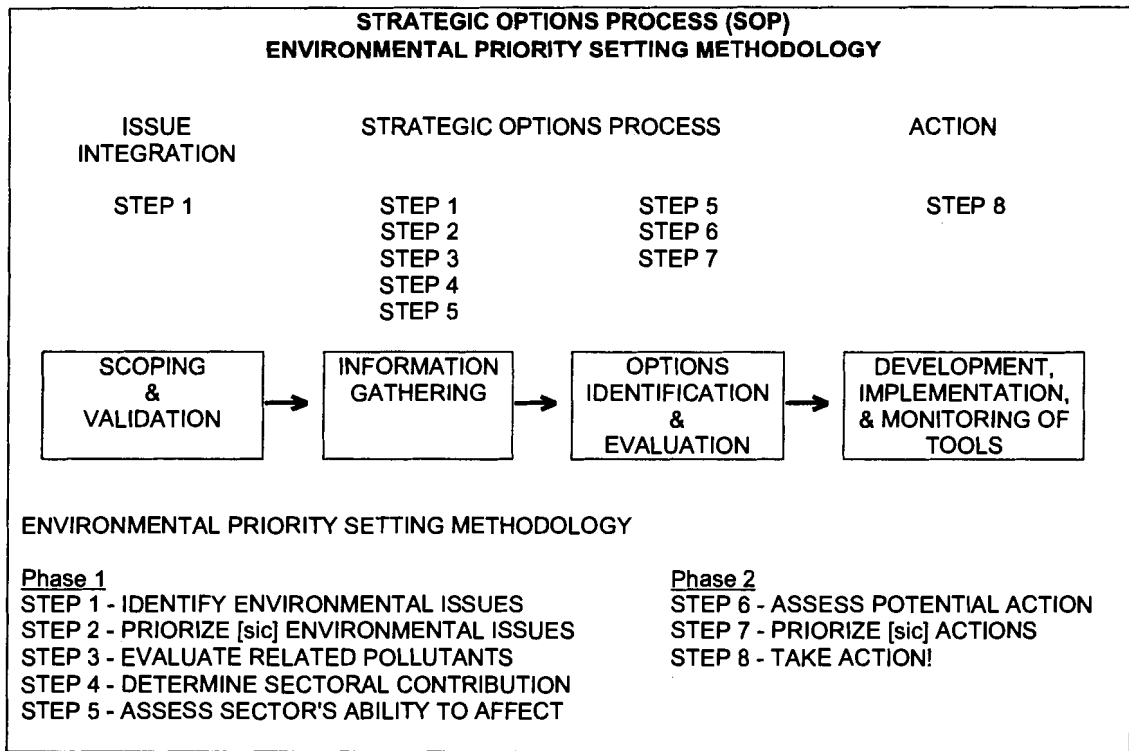 STRATEGIC OPTIONS PROCESS (SOP)
ENVIRONMENTAL PRIORITY SETTING METHODOLOGY
ISSUE
INTEGRATION
STRATEGIC OPTIONS PROCESS
ACTION
STEP 1
STEP 1
STEP 2
STEP 3
STEP 4
STEP 5
STEP 5
STEP 6
STEP 7
STEP 8
SCOPING
&
VALIDATION
INFORMATION
GATHERING
OPTIONS
IDENTIFICATION
&
EVALUATION
DEVELOPMENT,
IMPLEMENTATION,
& MONITORING OF
TOOLS
ENVIRONMENTAL PRIORITY SETTING METHODOLOGY
Phase 1
STEP 1 - IDENTIFY ENVIRONMENTAL ISSUES
STEP 2 - PRIORIZE [sic] ENVIRONMENTAL ISSUES
STEP 3 - EVALUATE RELATED POLLUTANTS
STEP 4 - DETERMINE SECTORAL CONTRIBUTION
STEP 5 - ASSESS SECTOR'S ABILITY TO AFFECT
Phase 2
STEP 6 - ASSESS POTENTIAL ACTION
STEP 7 - PRIORIZE [sic] ACTIONS
STEP 8 - TAKE ACTION!